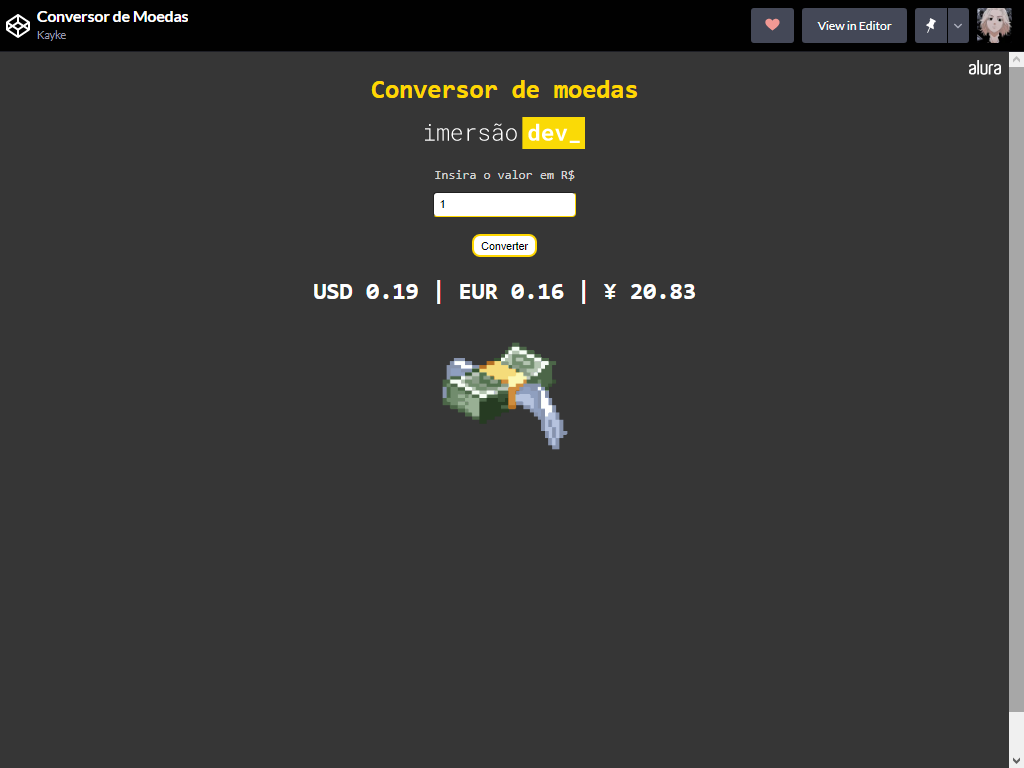 Conversor de Moedas
Kayke
View in Editor
alura
Conversor de moedas
imersão dev_
Insira o valor em R$
1
Converter
USD 0.19 | EUR 0.16 | ¥ 20.83